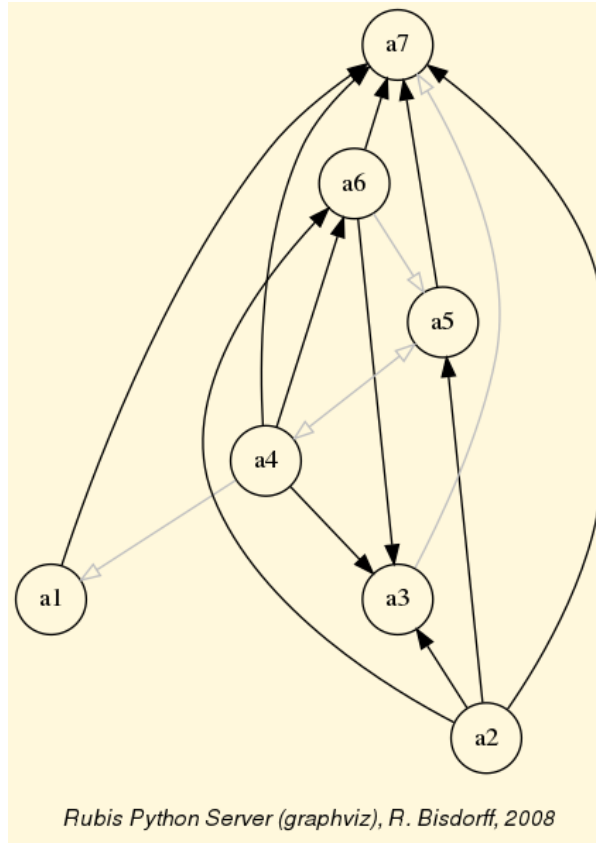 a7
a6
a5
a4
a1
a3
a2
Rubis Python Server (graphviz), R. Bisdorff, 2008